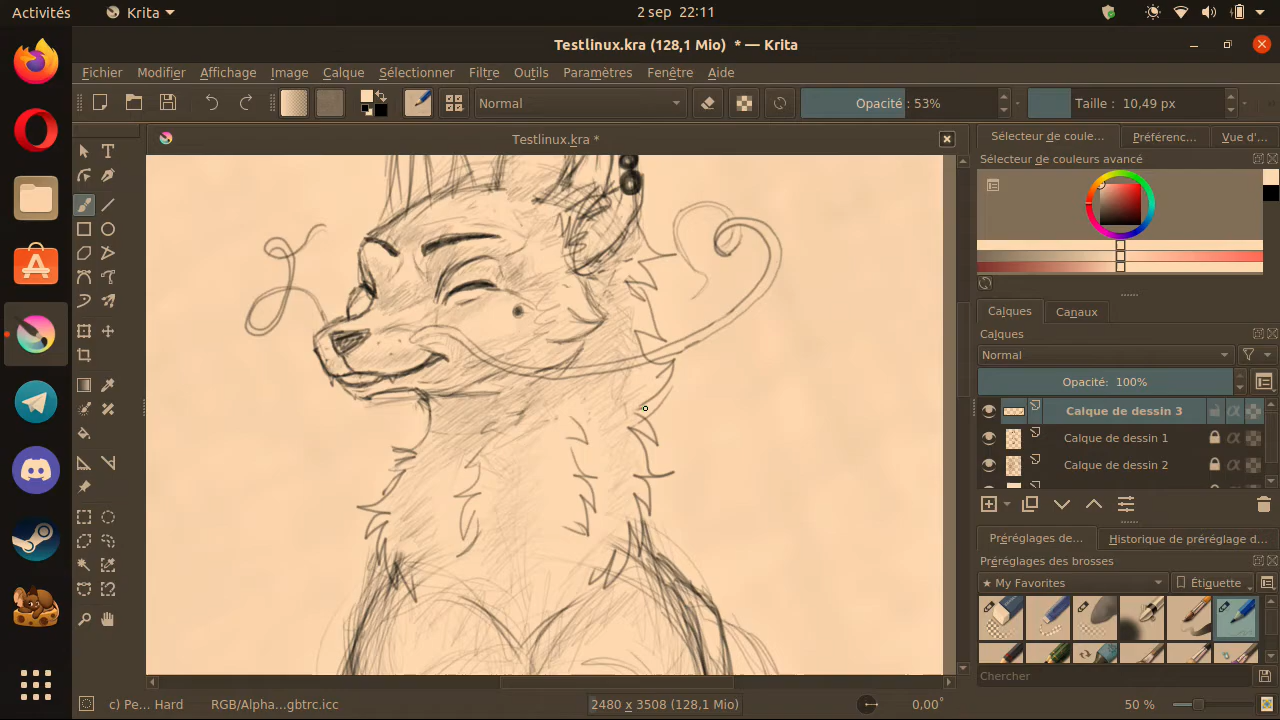 Activités
Krita
2 sep 22:11
Testlinux.kra (128,1 Mio) * — Krita
Fichier Modifier Affichage Image Calque Sélectionner Filtre Outils Paramètres Fenêtre Aide
Normal
Opacité : 53%
Taille : 10,49 px
Testlinux.kra *
Sélecteur de coule...
Préférenc...
Vue d'...
Sélecteur de couleurs avancé
Calques
Canaux
Calques
Normal
Opacité: 100%
Calque de dessin 3
Calque de dessin 1
Calque de dessin 2
Préréglages de...
Historique de préréglage d...
Préréglages des brosses
★ My Favorites
Étiquette
Chercher
c) Pe... Hard
RGB/Alpha...gbtrc.icc
2480 x 3508 (128,1 Mio)
0,00°
50 %